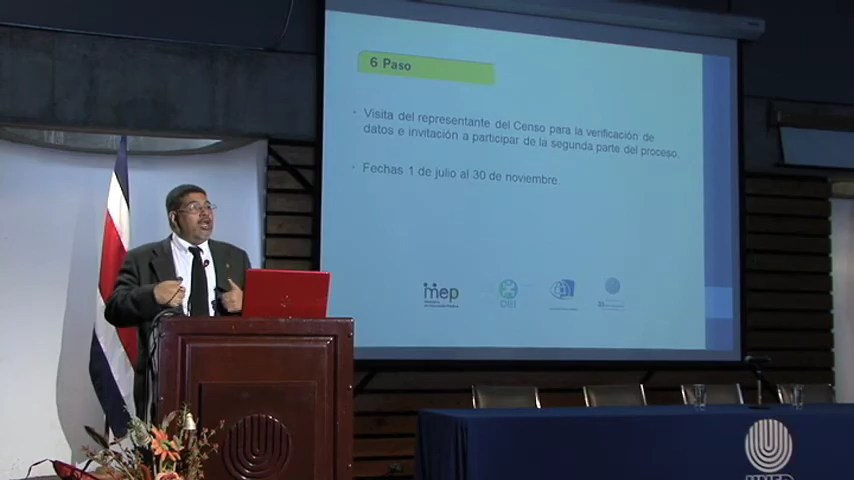 6 Paso
· Visita del representante del Censo para la verificación de
datos e invitación a participar de la segunda parte del proceso.
· Fechas 1 de julio al 30 de noviembre.
mep
UNED